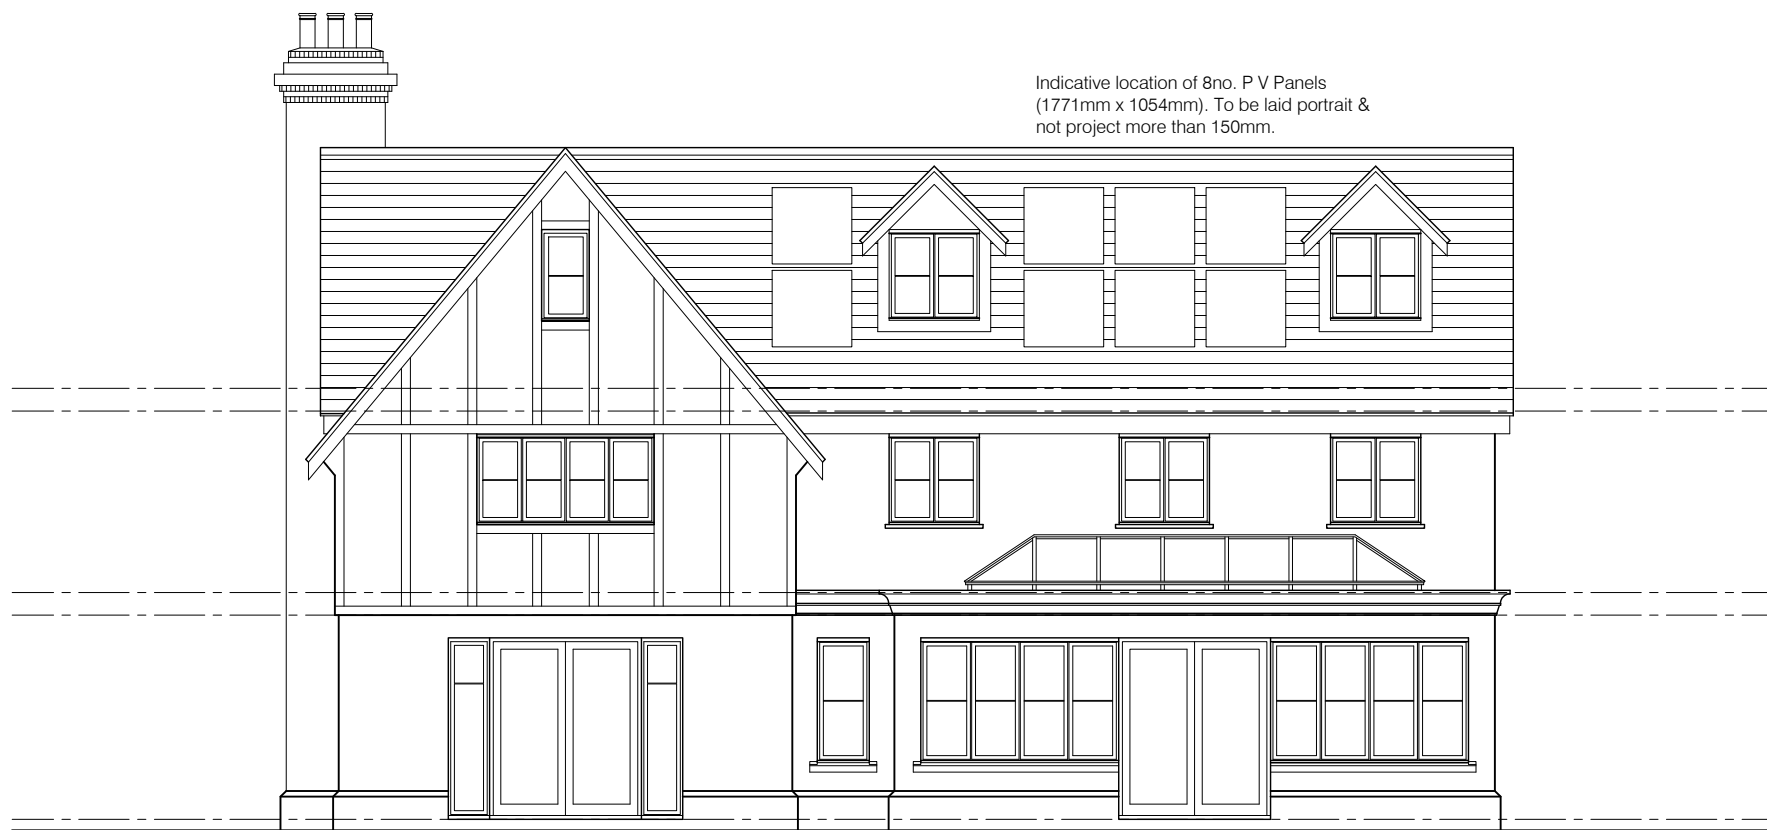 Indicative location of 8no. P V Panels
(1771mm x 1054mm). To be laid portrait &
not project more than 150mm.